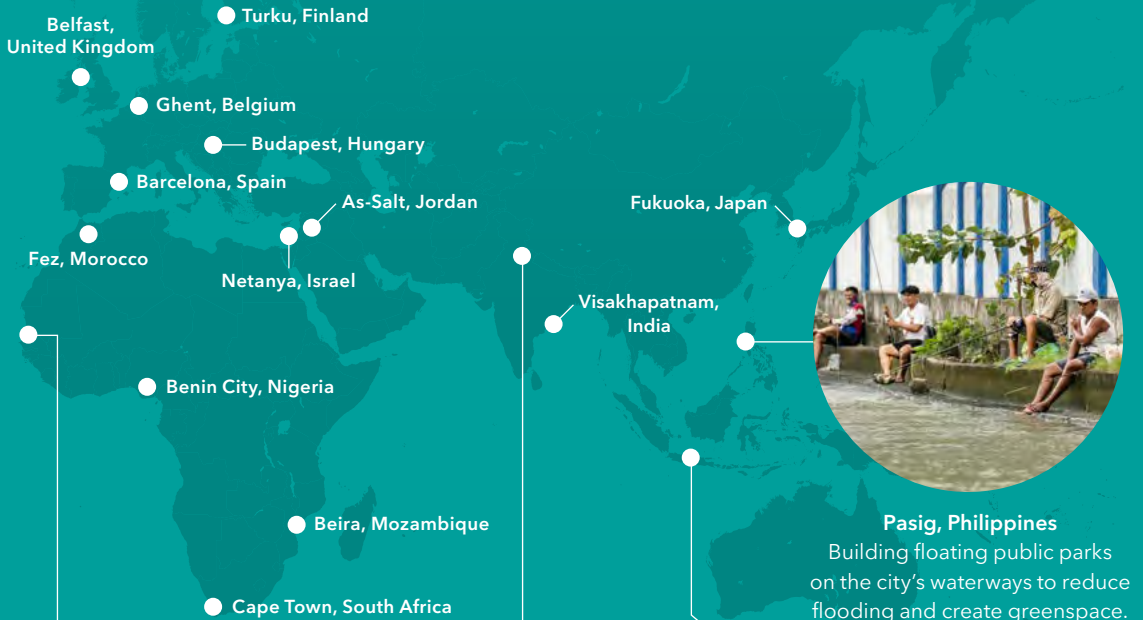 Turku, Finland
Belfast,
United Kingdom
Ghent, Belgium
Budapest, Hungary
Barcelona, Spain
As-Salt, Jordan
Fukuoka, Japan
Fez, Morocco
Netanya, Israel
Visakhapatnam,
India
Benin City, Nigeria
Beira, Mozambique
Pasig, Philippines
Building floating public parks
on the city's waterways to reduce
flooding and create greenspace.
Cape Town, South Africa